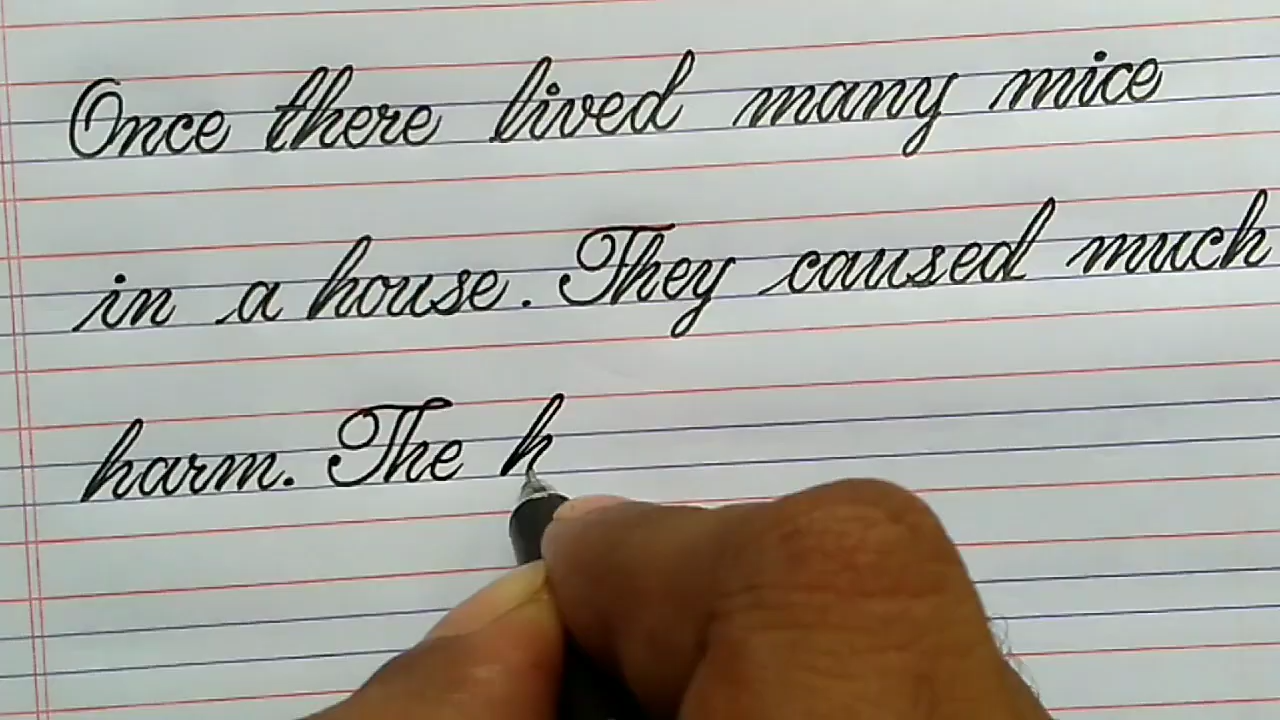 Once there lived many mice
in a house. They caused much
harm. The h